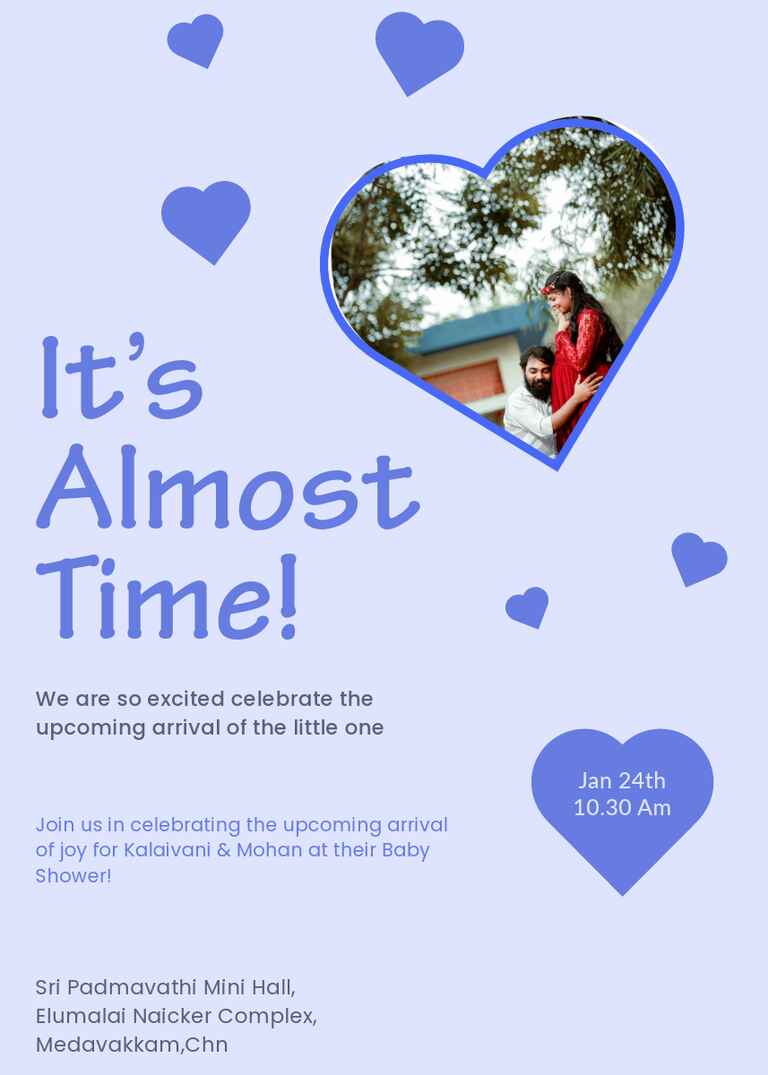 It’s
Almost
Time!
We are so excited celebrate the
upcoming arrival of the little one
Jan 24th
10.30 Am
Join us in celebrating the upcoming arrival
of joy for Kalaivani & Mohan at their Baby
Shower!
Sri Padmavathi Mini Hall,
Elumalai Naicker Complex,
Medavakkam,Chn